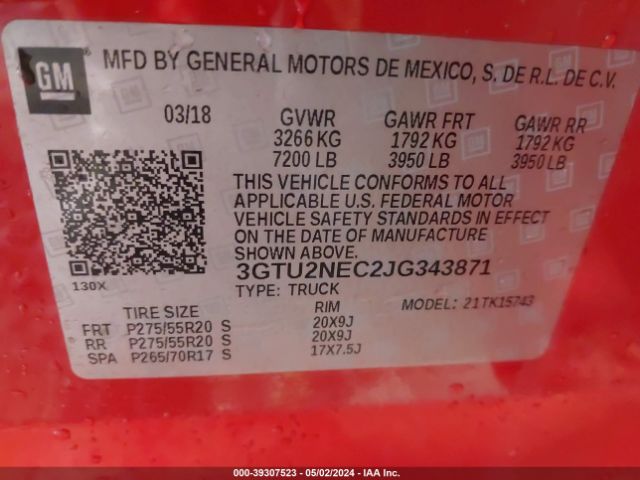 GM
MFD BY GENERAL MOTORS DE MEXICO, S. DE R.L. DE C.V.
03/18 GVWR GAWR FRT GAWR RR
3266 KG 1792 KG 1792 KG
7200 LB 3950 LB 3950 LB
THIS VEHICLE CONFORMS TO ALL
APPLICABLE U.S. FEDERAL MOTOR
VEHICLE SAFETY STANDARDS IN EFFECT
ON THE DATE OF MANUFACTURE
SHOWN ABOVE.
130X 3GTU2NEC2JG343871
TYPE: TRUCK MODEL: 21TK15743
TIRE SIZE RIM
FRT P275/55R20 S 20X9J
RR P275/55R20 S 20X9J
SPA P265/70R17 S 17X7.5J
000-39307523 - 05/02/2024 - IAA Inc.